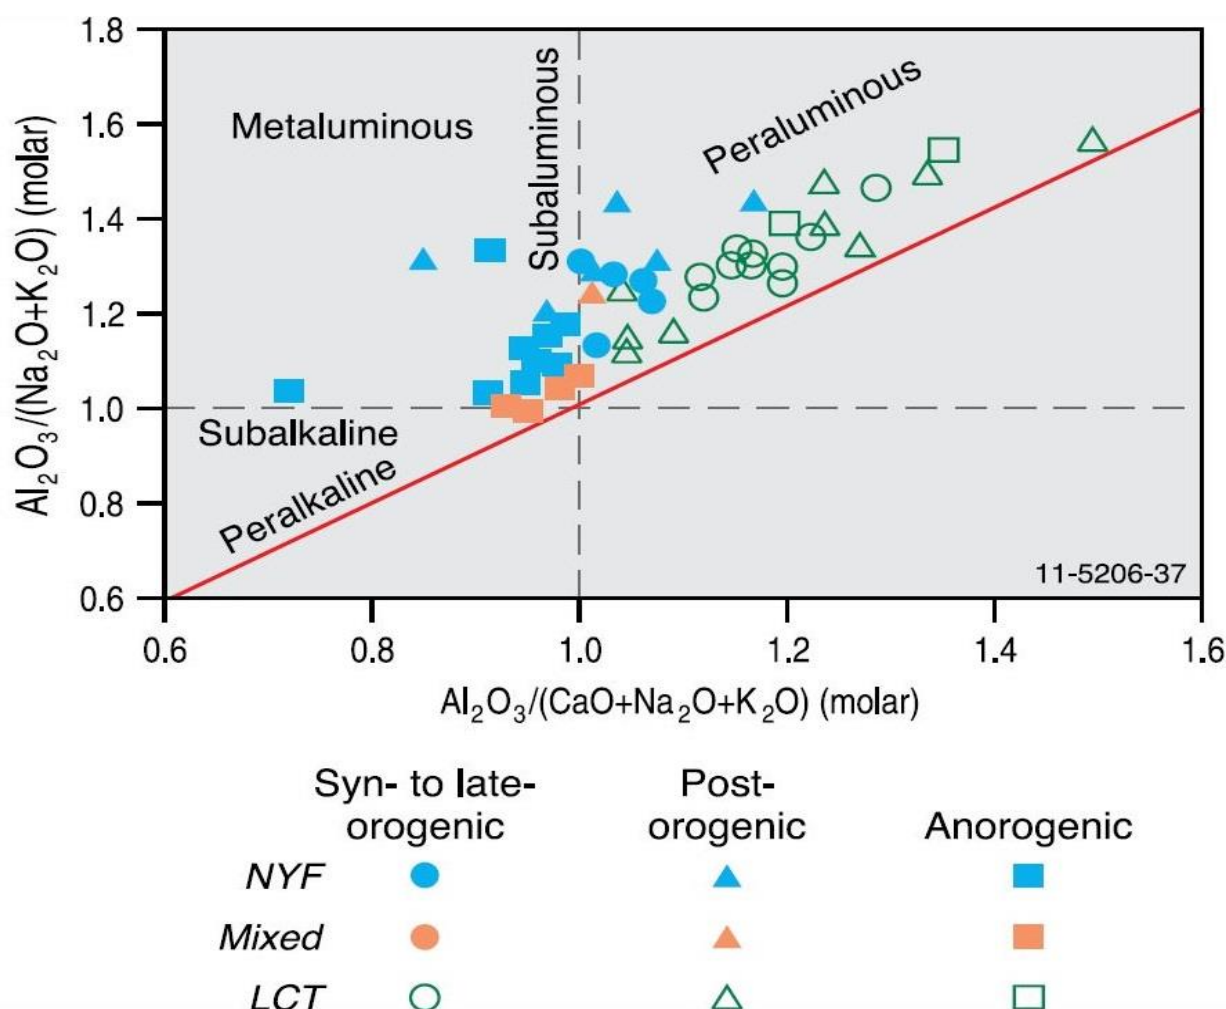 1.8
1.6
1.4
1.2
1.0
0.8
0.6
Al₂O₃/(Na₂O+K₂O) (molar)
Metaluminous
Subaluminous
Peraluminous
Subalkaline
Peralkaline
11-5206-37
0.6 0.8 1.0 1.2 1.4 1.6
Al₂O₃/(CaO+Na₂O+K₂O) (molar)
Syn- to late-
orogenic
Post-
orogenic
Anorogenic
NYF
Mixed
LCT